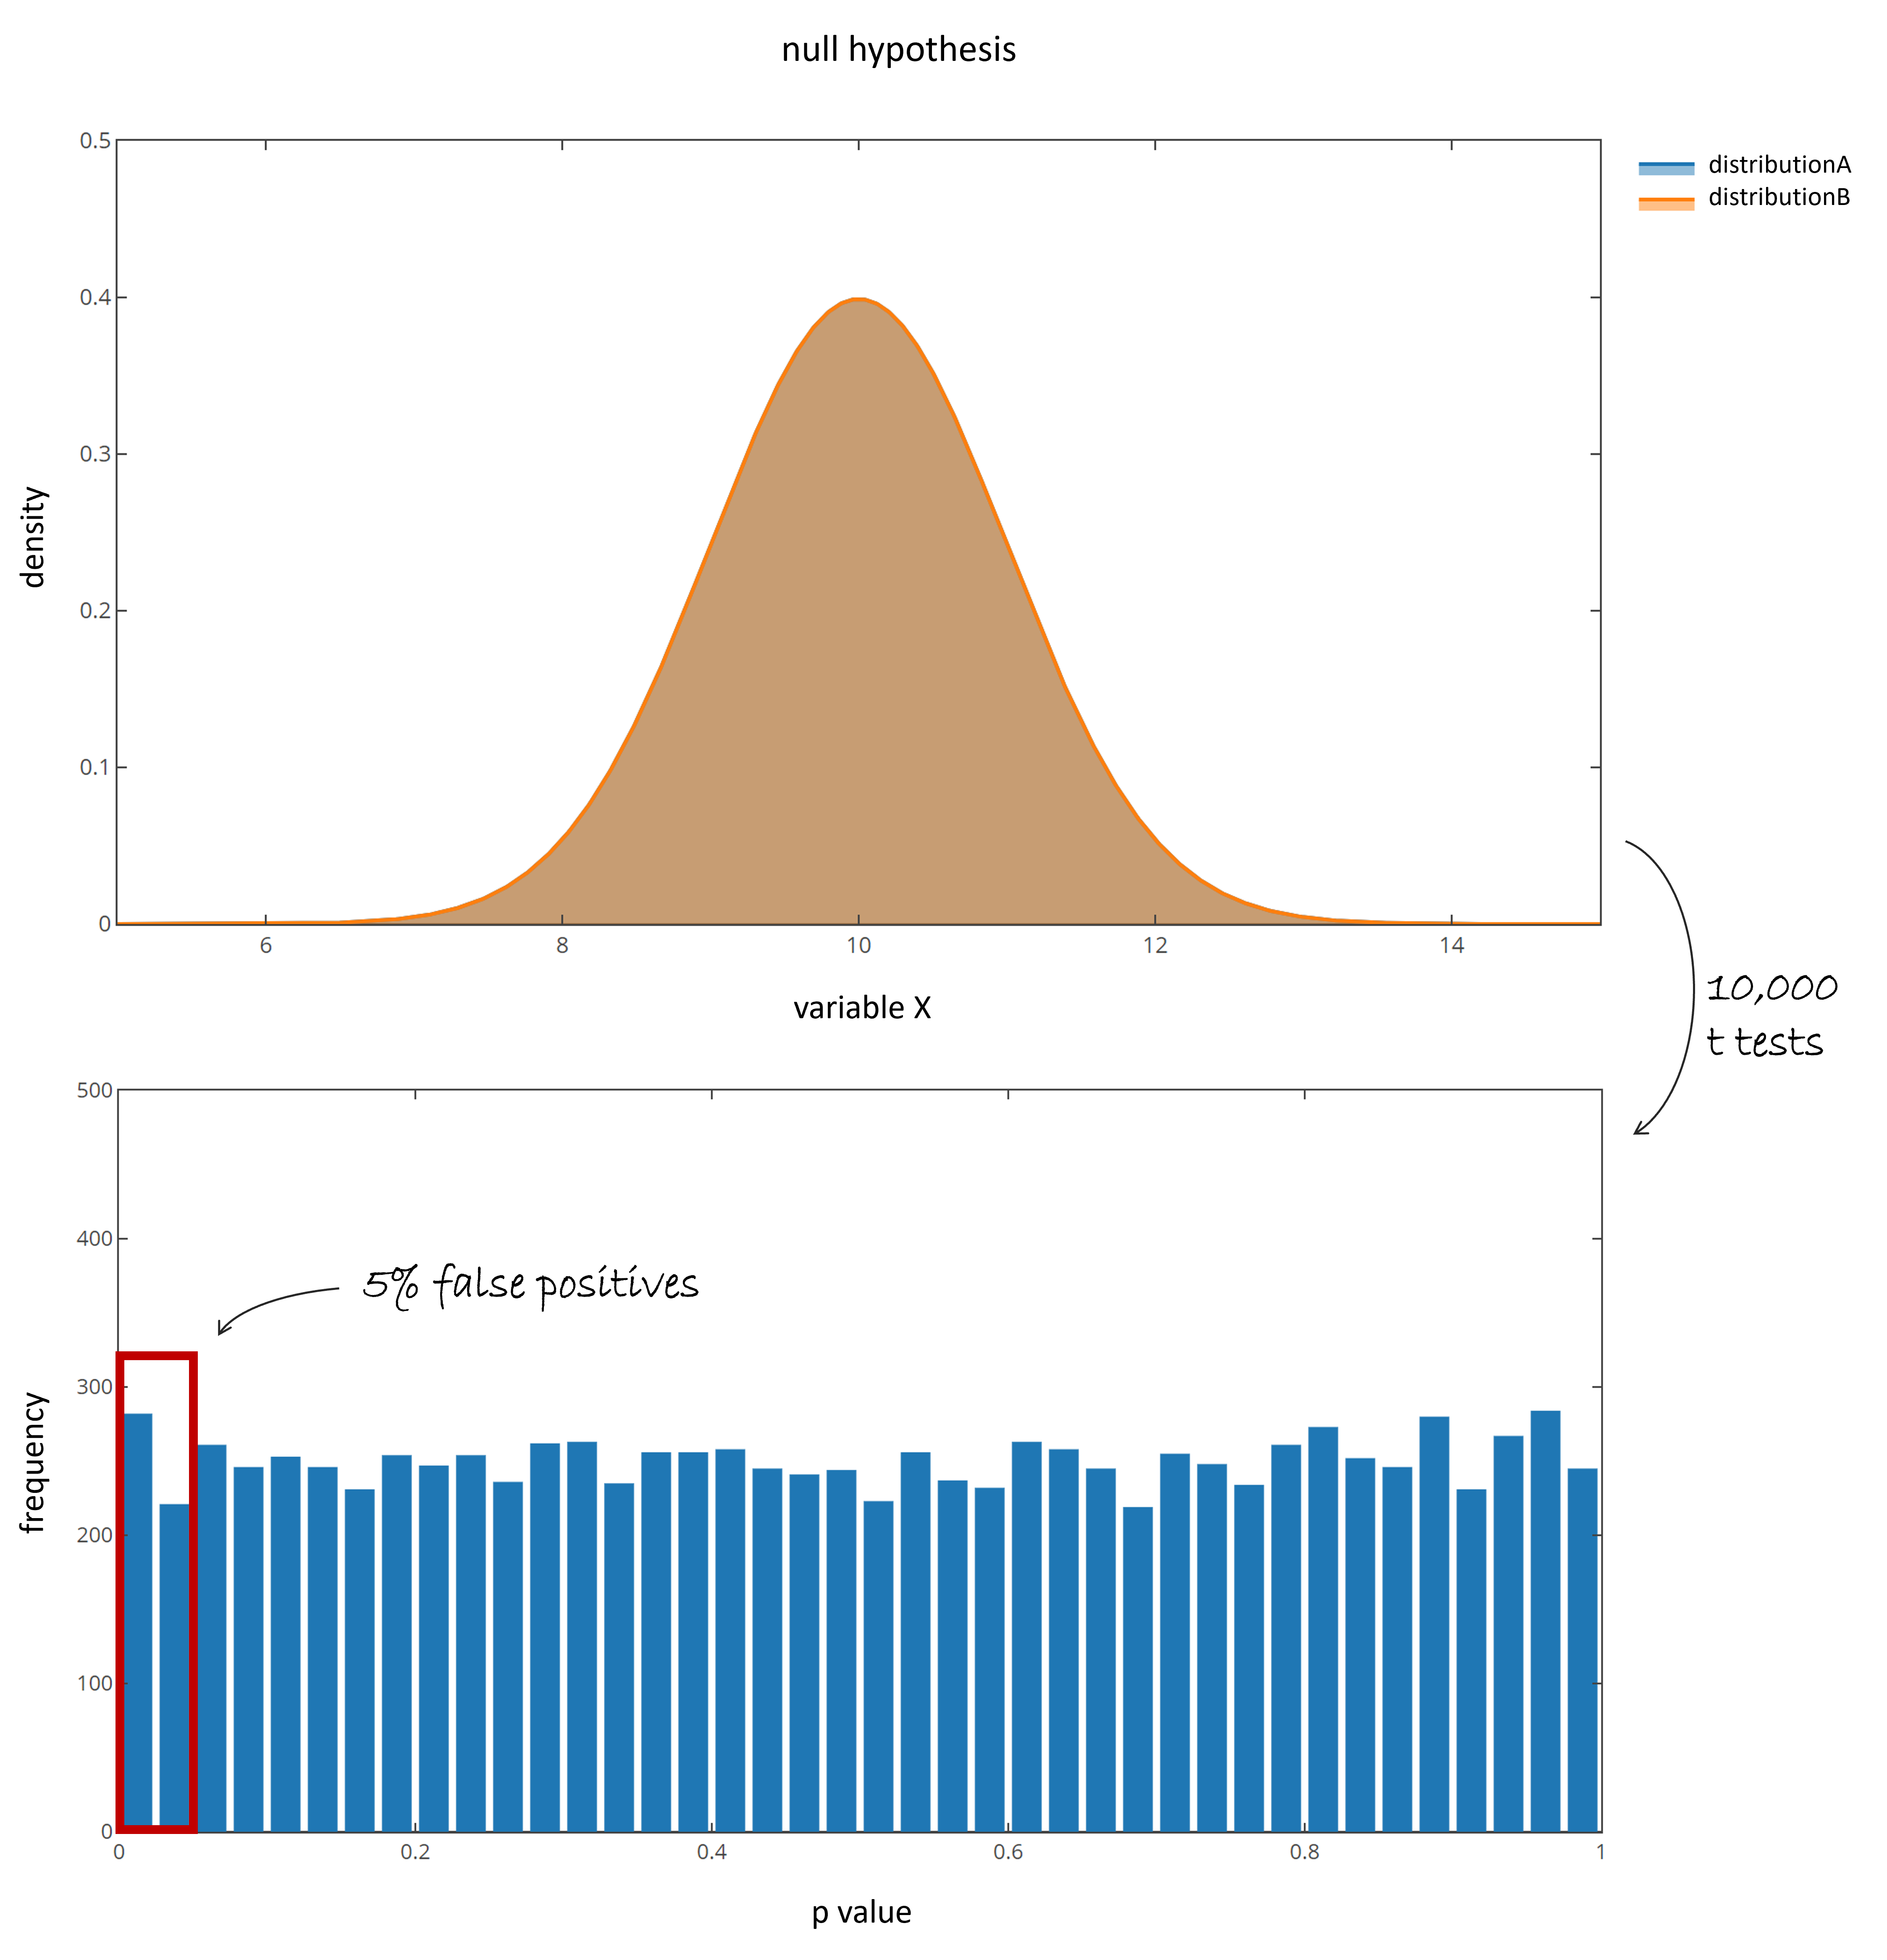 null hypothesis
0.5
0.4
0.3
0.2
0.1
0
density
6 8 10 12 14
variable X
distributionA
distributionB
10,000
t tests
500
400
300
200
100
0
frequency
5% false positives
0 0.2 0.4 0.6 0.8 1
p value